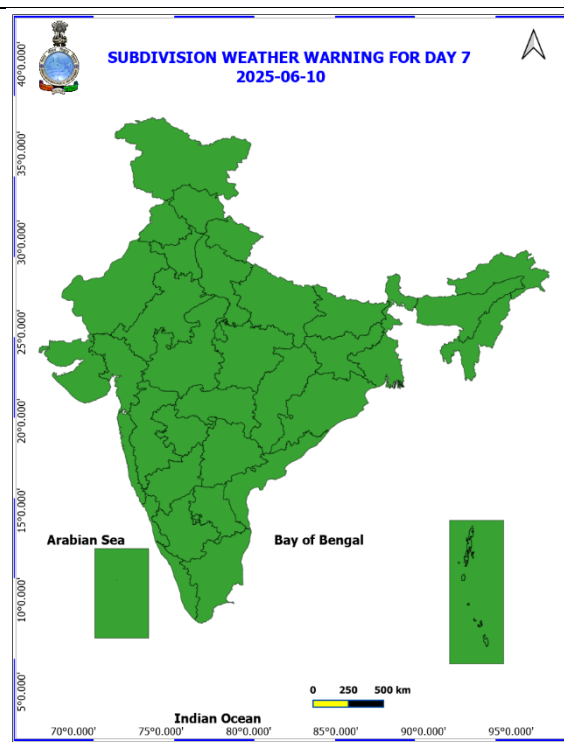 SUBDIVISION WEATHER WARNING FOR DAY 7
2025-06-10
40°0.000'
35°0.000'
30°0.000'
25°0.000'
20°0.000'
15°0.000'
10°0.000'
5°0.000'
Arabian Sea
Bay of Bengal
0 250 500 km
Indian Ocean
70°0.000' 75°0.000' 80°0.000' 85°0.000' 90°0.000' 95°0.000'